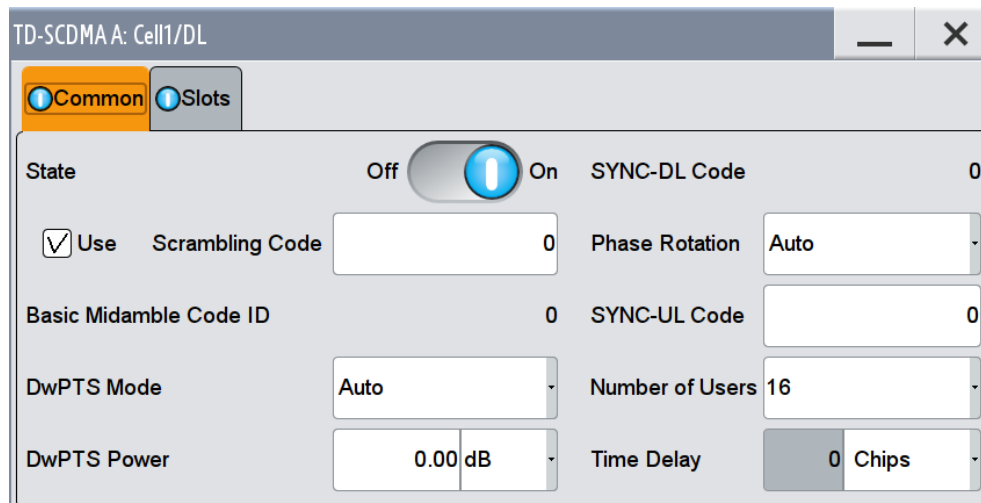 TD-SCDMA A: Cell1/DL
Common Slots
State Off On SYNC-DL Code 0
Use Scrambling Code 0 Phase Rotation Auto
Basic Midamble Code ID 0 SYNC-UL Code 0
DwPTS Mode Auto Number of Users 16
DwPTS Power 0.00 dB Time Delay 0 Chips